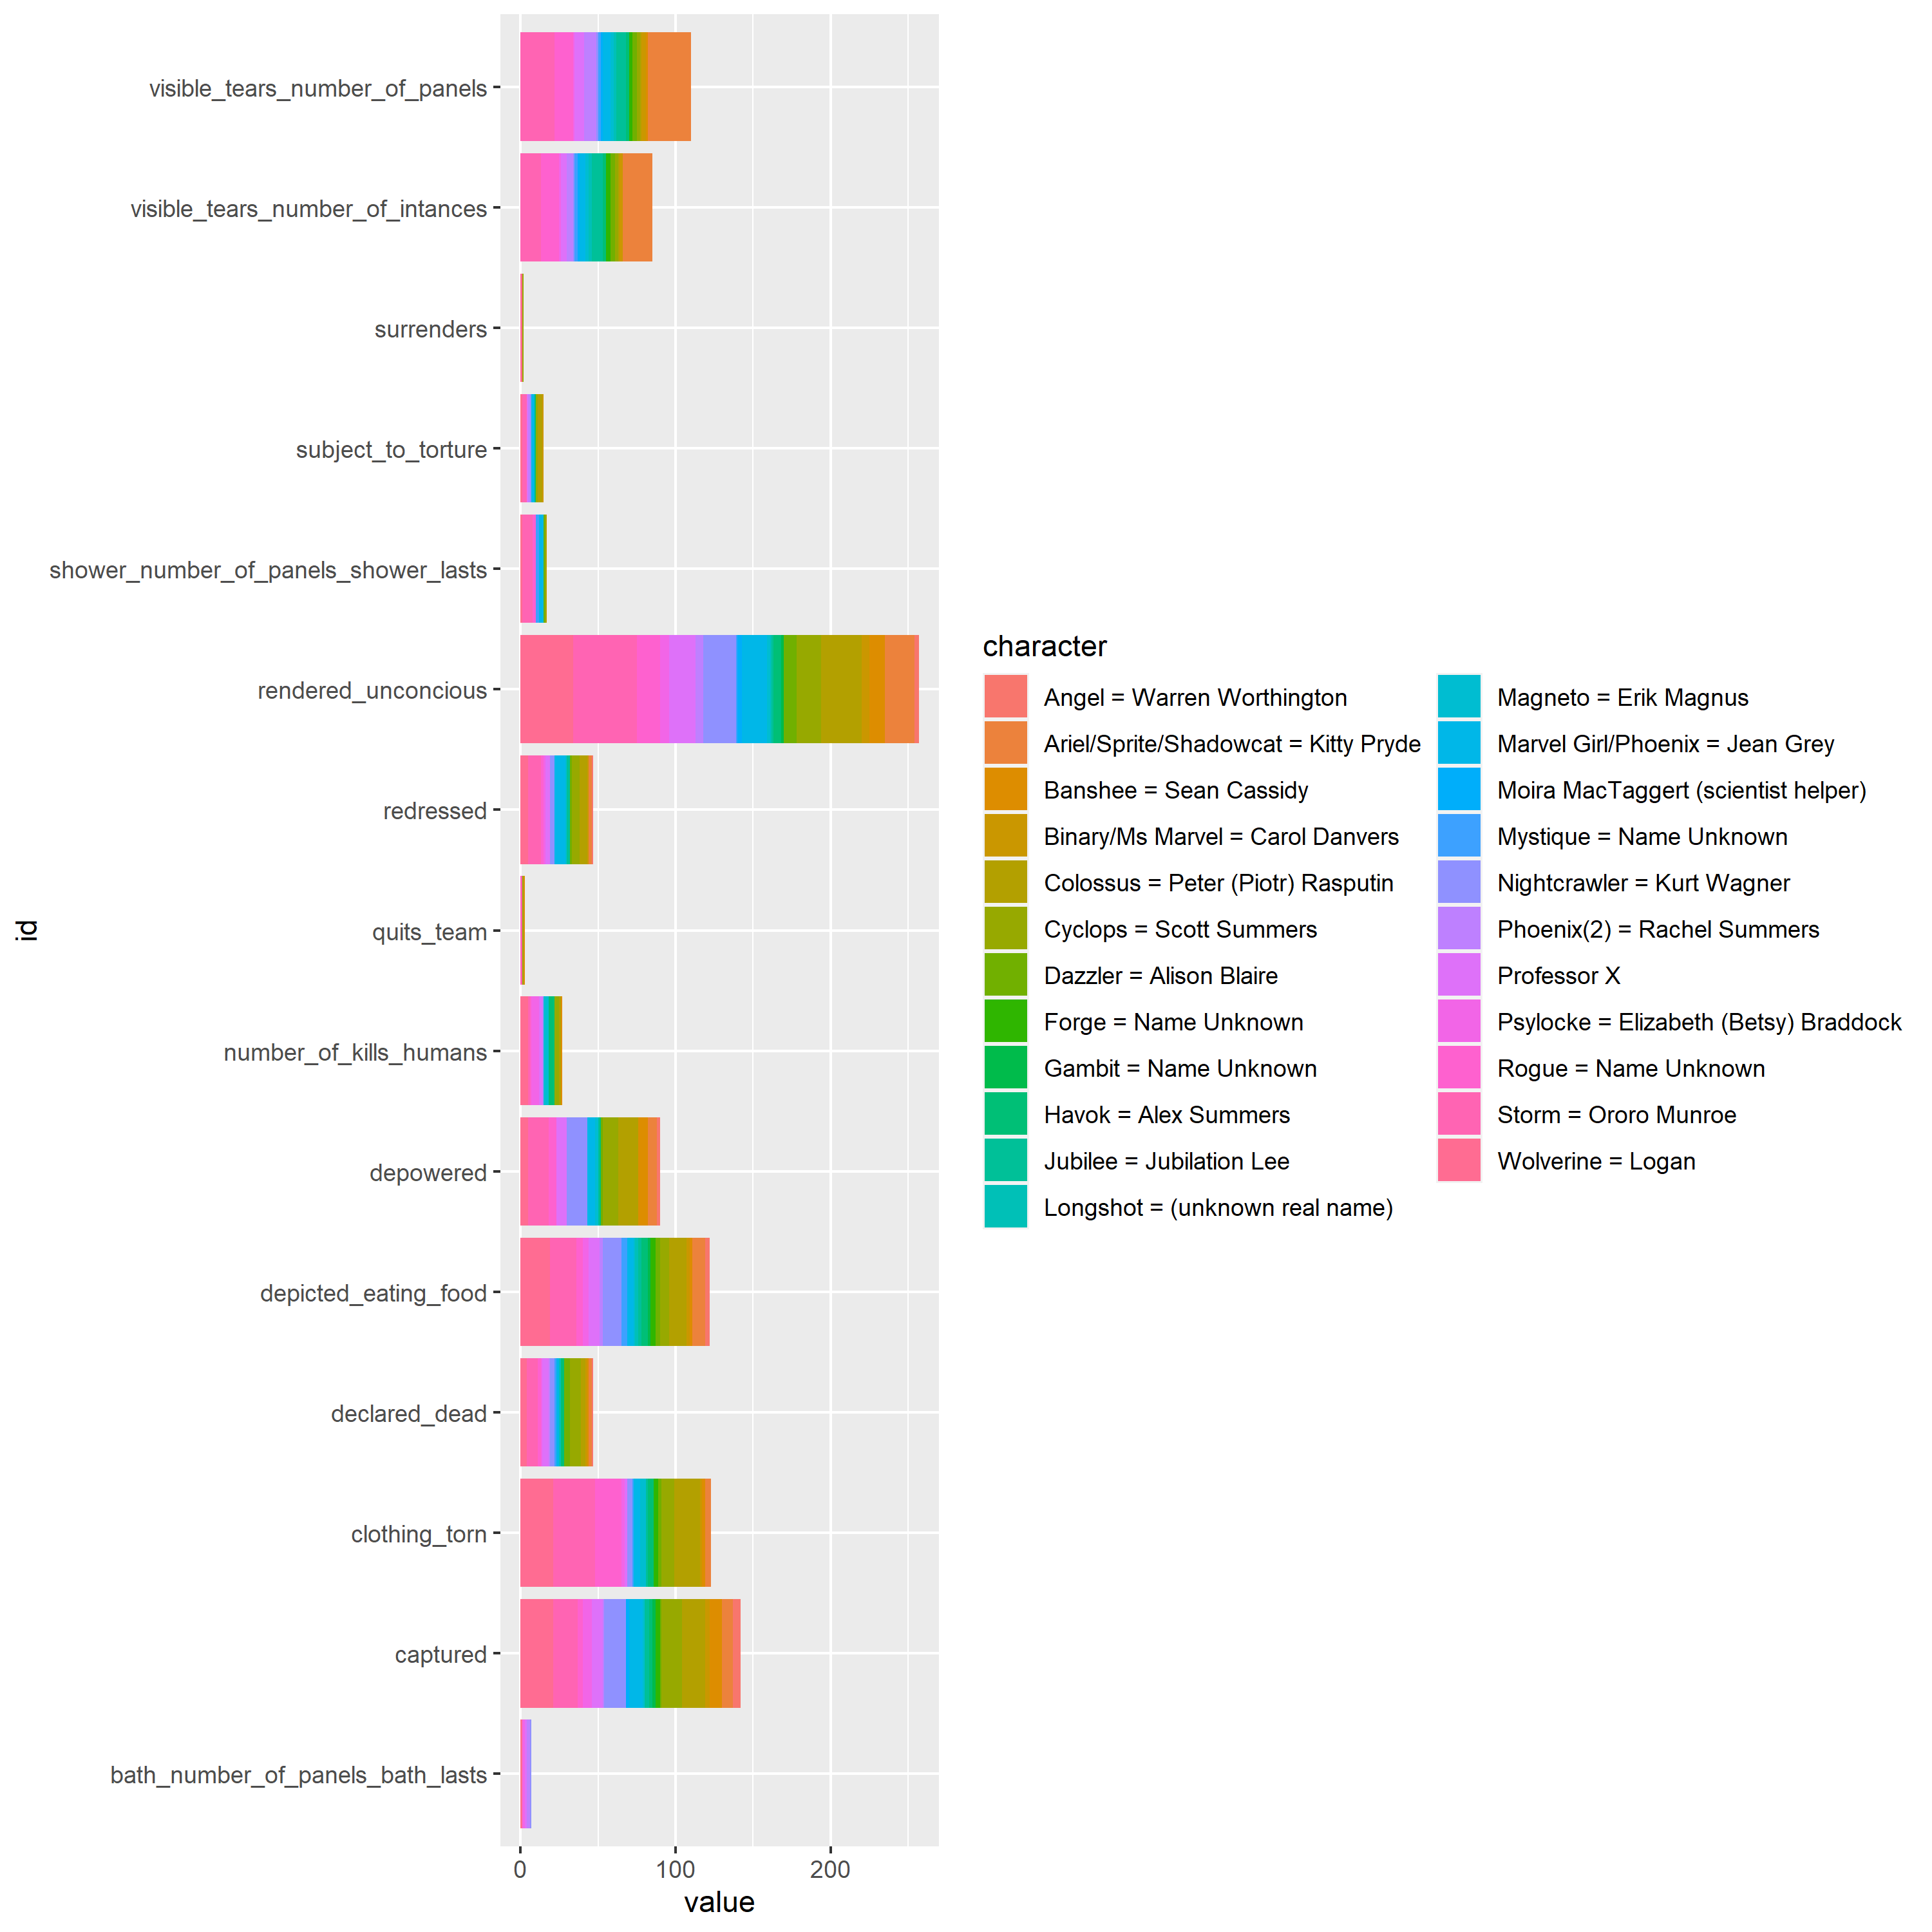 visible_tears_number_of_panels
visible_tears_number_of_intances
surrenders
subject_to_torture
shower_number_of_panels_shower_lasts
rendered_unconcious
redressed
quits_team
number_of_kills_humans
depowered
depicted_eating_food
declared_dead
clothing_torn
captured
bath_number_of_panels_bath_lasts
id
0 100 200
value
character
Angel = Warren Worthington
Ariel/Sprite/Shadowcat = Kitty Pryde
Banshee = Sean Cassidy
Binary/Ms Marvel = Carol Danvers
Colossus = Peter (Piotr) Rasputin
Cyclops = Scott Summers
Dazzler = Alison Blaire
Forge = Name Unknown
Gambit = Name Unknown
Havok = Alex Summers
Jubilee = Jubilation Lee
Longshot = (unknown real name)
Magneto = Erik Magnus
Marvel Girl/Phoenix = Jean Grey
Moira MacTaggert (scientist helper)
Mystique = Name Unknown
Nightcrawler = Kurt Wagner
Phoenix(2) = Rachel Summers
Professor X
Psylocke = Elizabeth (Betsy) Braddock
Rogue = Name Unknown
Storm = Ororo Munroe
Wolverine = Logan